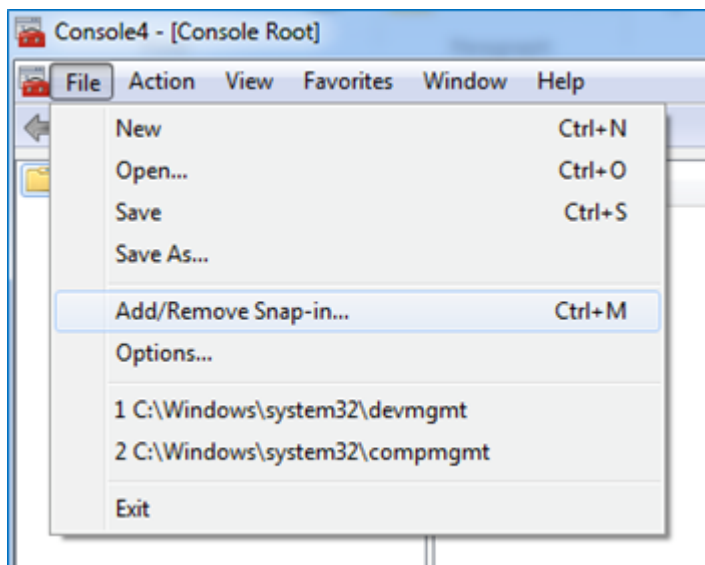 Console4 - [Console Root]
File Action View Favorites Window Help
New Ctrl+N
Open... Ctrl+O
Save Ctrl+S
Save As...
Add/Remove Snap-in... Ctrl+M
Options...
1 C:\Windows\system32\devmgmt
2 C:\Windows\system32\compmgmt
Exit